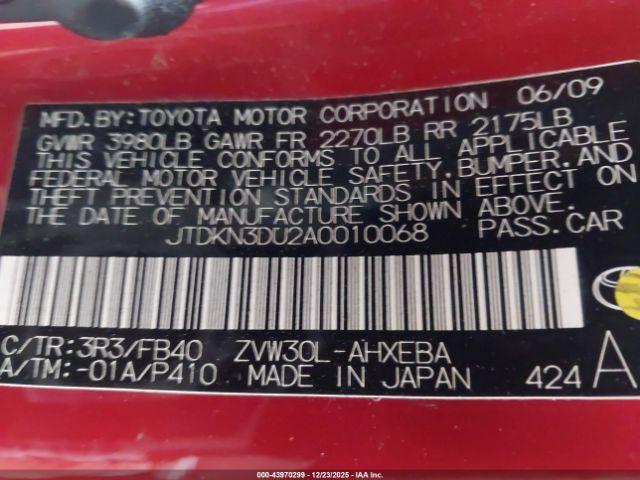 MFD.BY:TOYOTA MOTOR CORPORATION 06/09
GVWR 3980LB GAWR FR 2270LB RR 2175LB
THIS VEHICLE CONFORMS TO ALL APPLICABLE
FEDERAL MOTOR VEHICLE SAFETY,BUMPER,AND
THEFT PREVENTION STANDARDS IN EFFECT ON
THE DATE OF MANUFACTURE SHOWN ABOVE.
JTDKN3DU2A0010068 PASS.CAR
C/TR:3R3/FB40 ZVW30L-AHXEBA
A/TM:-01A/P410 MADE IN JAPAN 424 A
000-43970299 - 12/23/2025 - IAA Inc.